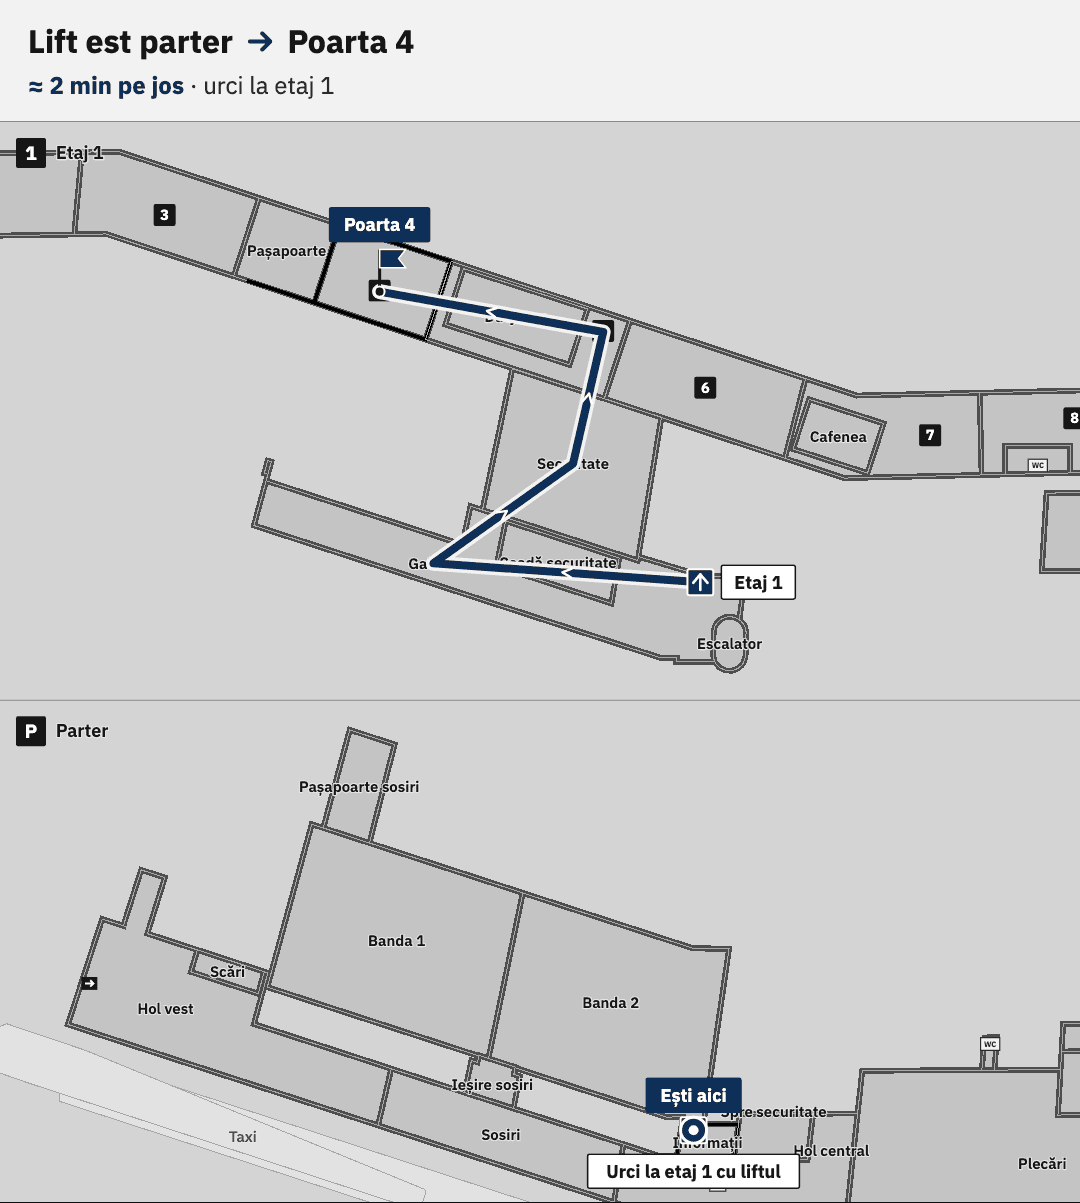 Lift est parter → Poarta 4
≈ 2 min pe jos · urci la etaj 1
1 Etaj 1
3
Poarta 4
Pașapoarte
6
Cafenea
7
8
WC
Etaj 1
Escalator
P Parter
Pașapoarte sosiri
Banda 1
Scări
Banda 2
Hol vest
WC
Ieșire sosiri
Ești aici
Spre securitate
Taxi
Sosiri
Informații
Hol central
Plecări
Urci la etaj 1 cu liftul